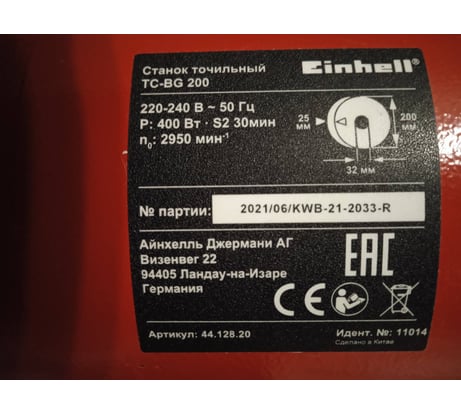 Станок точильный
TC-BG 200
Einhell
220-240 В ~ 50 Гц
P: 400 Вт · S2 30мин
n₀: 2950 мин⁻¹
25 мм
200 мм
32 мм
№ партии: 2021/06/KWB-21-2033-R
Айнхелль Джермани АГ
Визенвег 22
94405 Ландау-на-Изаре
Германия
EAC
CE
Артикул: 44.128.20
Идент. №: 11014
Сделано в Китае